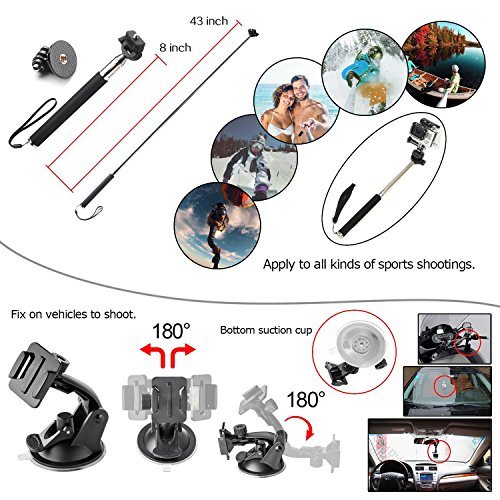 43 inch
8 inch
Apply to all kinds of sports shootings.
Fix on vehicles to shoot.
180°
Bottom suction cup
180°